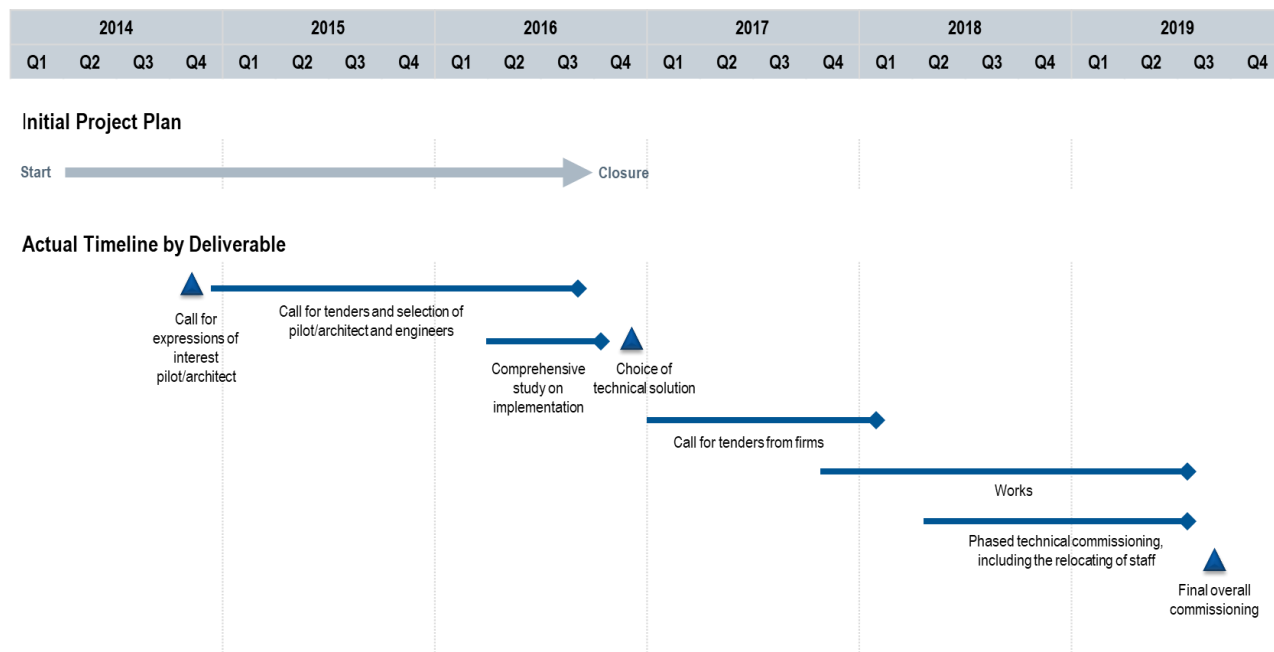 2014 2015 2016 2017 2018 2019
Q1 Q2 Q3 Q4 Q1 Q2 Q3 Q4 Q1 Q2 Q3 Q4 Q1 Q2 Q3 Q4 Q1 Q2 Q3 Q4 Q1 Q2 Q3 Q4
Initial Project Plan
Start
Closure
Actual Timeline by Deliverable
Call for
expressions of
interest
pilot/architect
Call for tenders and selection of
pilot/architect and engineers
Comprehensive
study on
implementation
Choice of
technical solution
Call for tenders from firms
Works
Phased technical commissioning,
including the relocating of staff
Final overall
commissioning